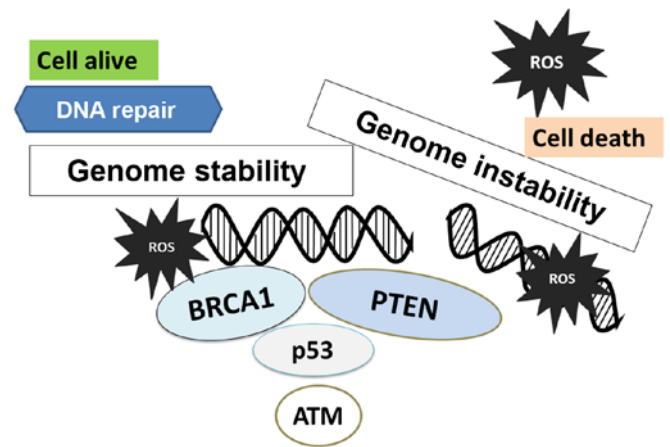 Cell alive
DNA repair
Genome stability
ROS
Cell death
Genome instability
ROS
ROS
BRCA1
PTEN
p53
ATM